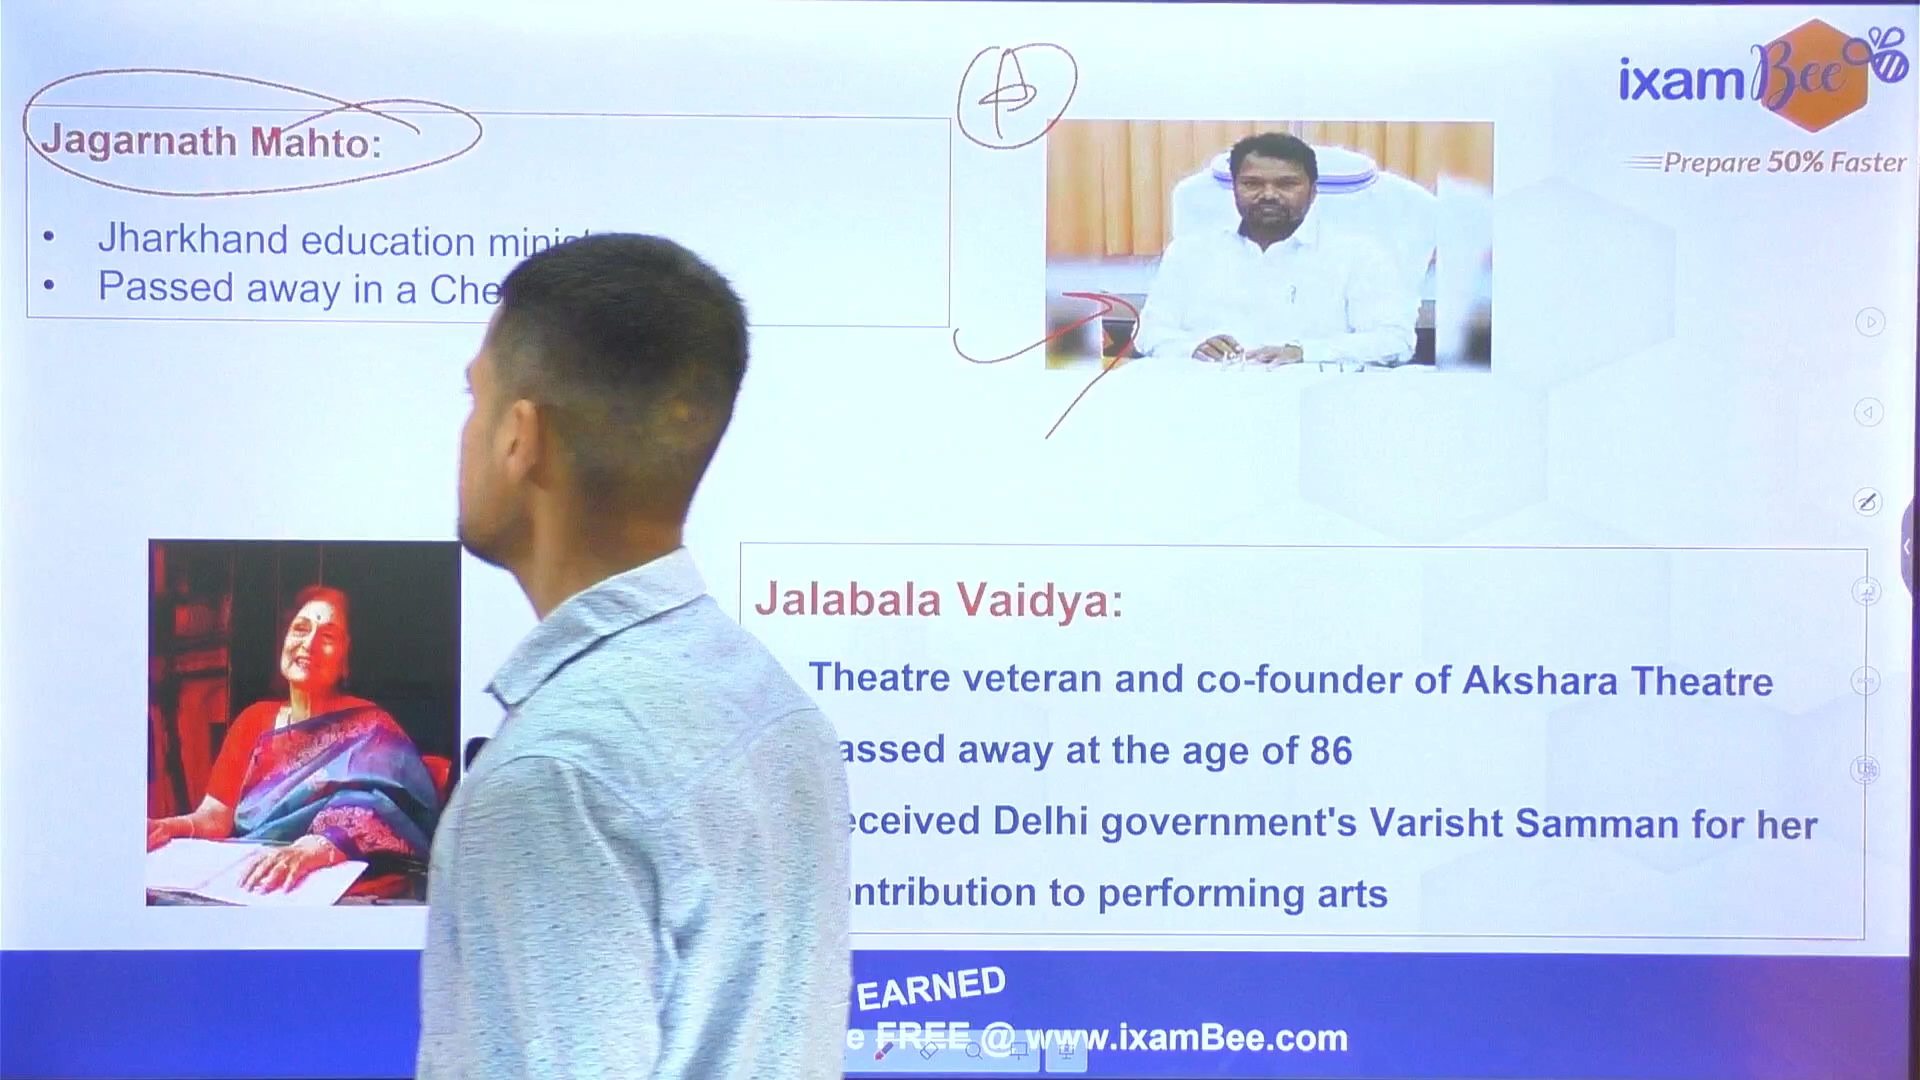 ixamBee
Prepare 50% Faster
A
Jagarnath Mahto:
• Jharkhand education minis
• Passed away in a Che
Jalabala Vaidya:
Theatre veteran and co-founder of Akshara Theatre
assed away at the age of 86
eceived Delhi government's Varisht Samman for her
ontribution to performing arts
EARNED
e FREE @ www.ixamBee.com